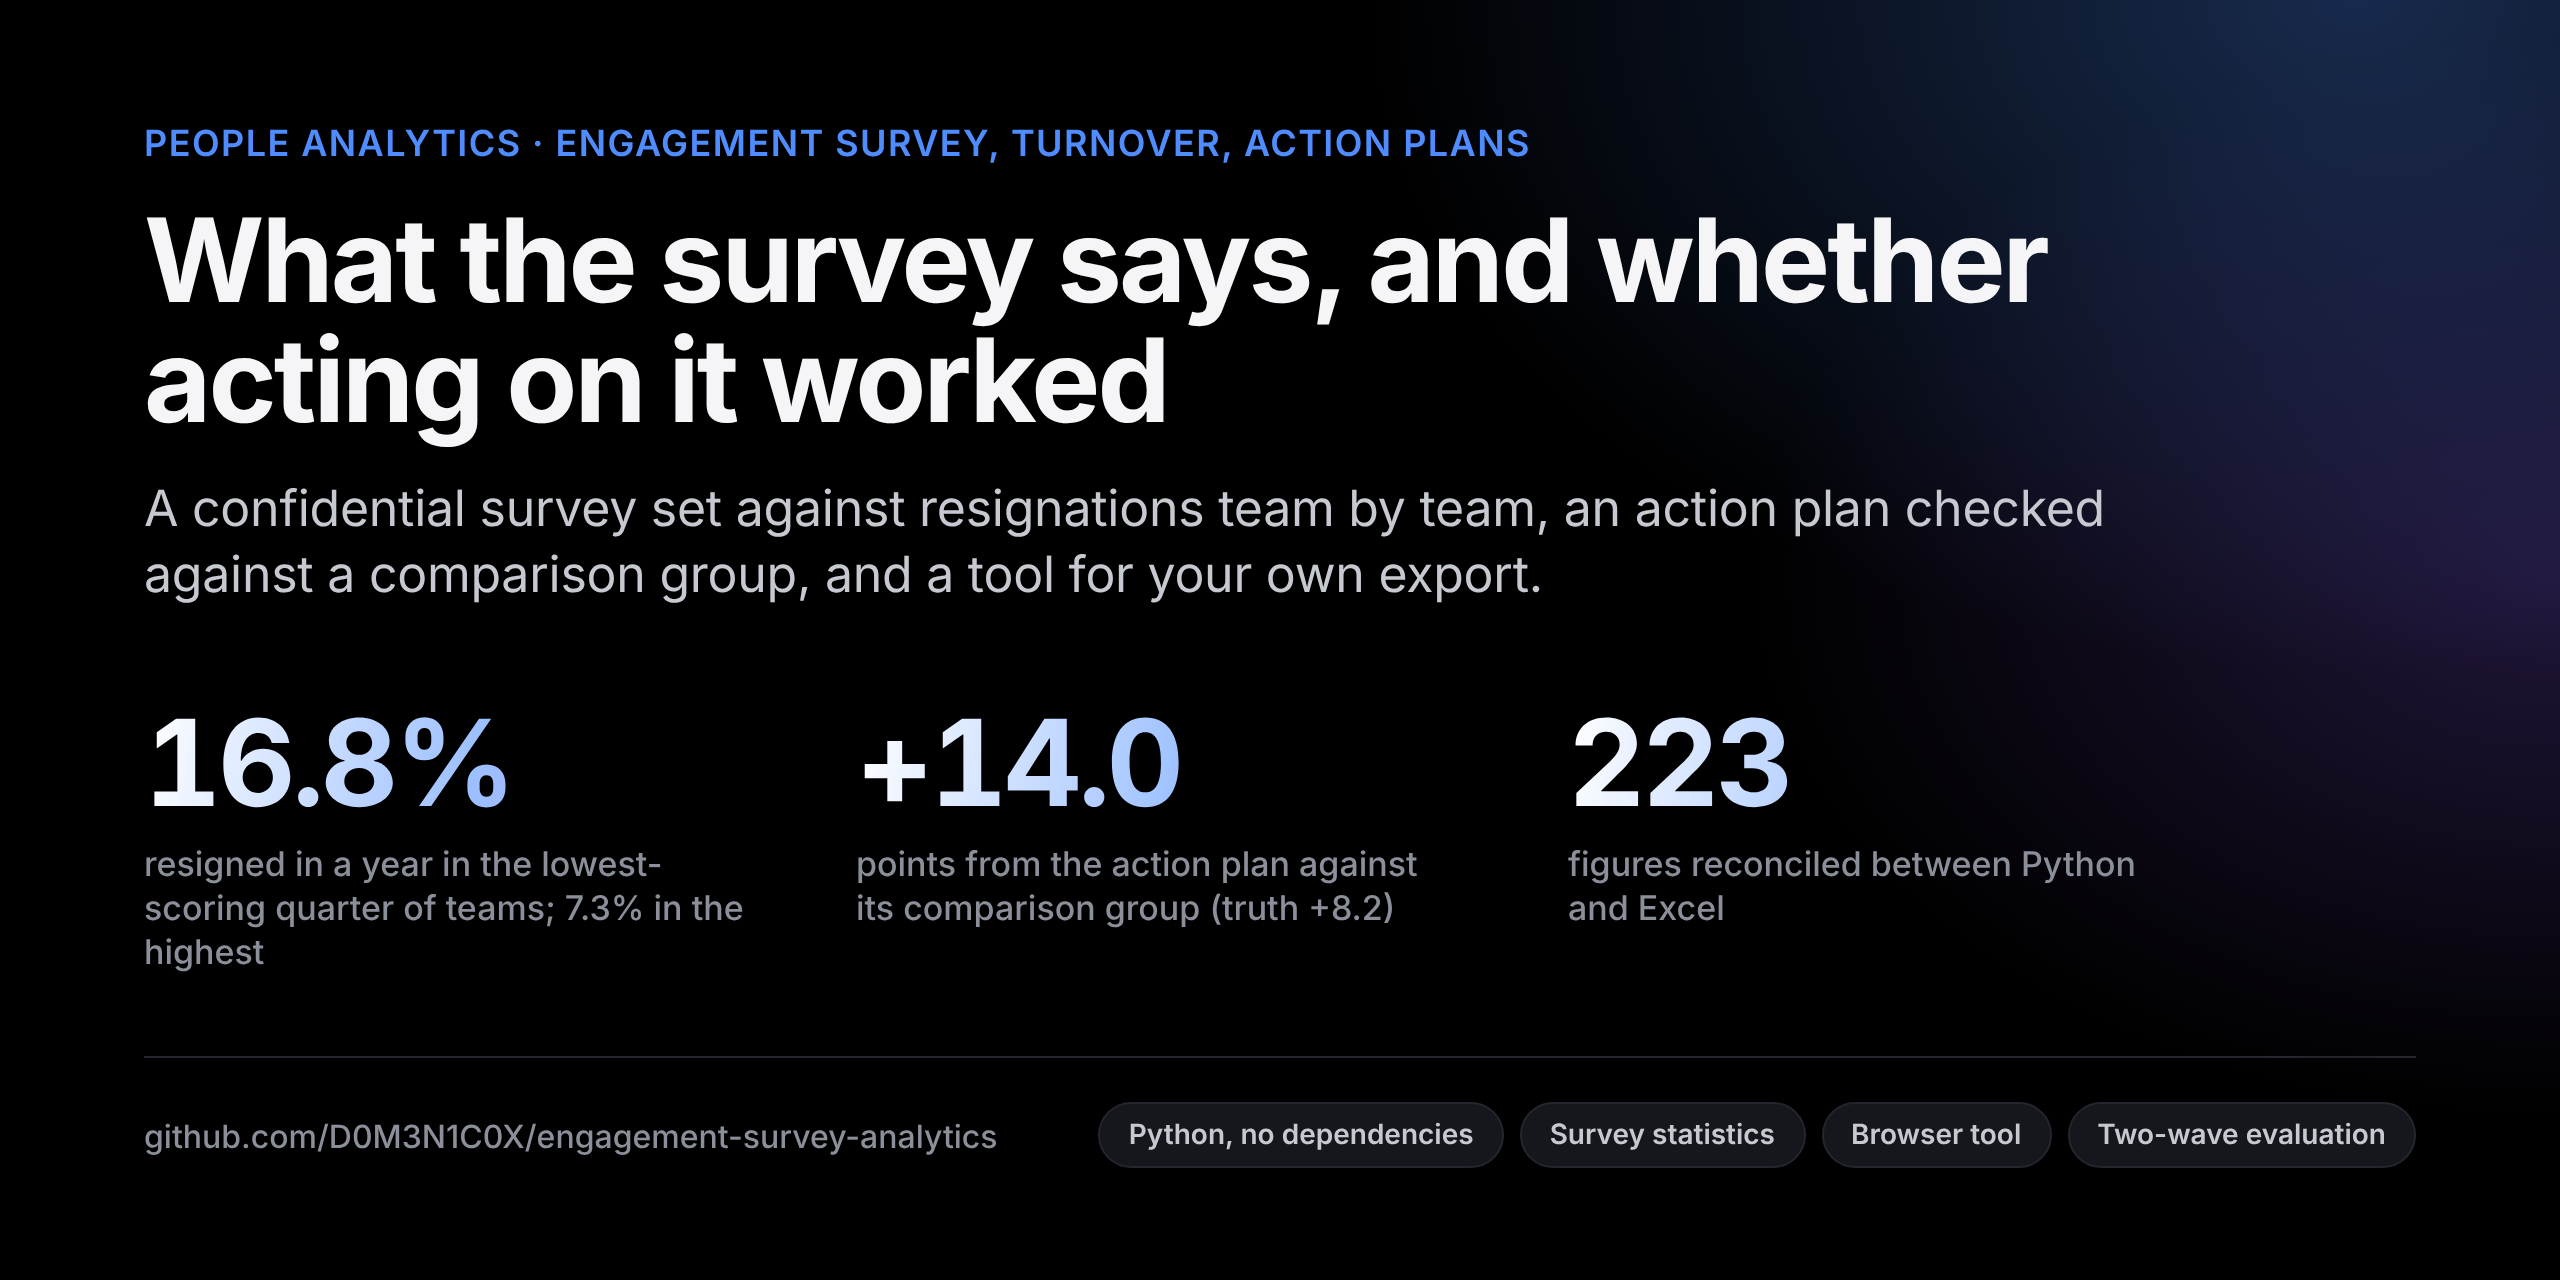 PEOPLE ANALYTICS · ENGAGEMENT SURVEY, TURNOVER, ACTION PLANS
What the survey says, and whether
acting on it worked
A confidential survey set against resignations team by team, an action plan checked
against a comparison group, and a tool for your own export.
16.8%
resigned in a year in the lowest-
scoring quarter of teams; 7.3% in the
highest
+14.0
points from the action plan against
its comparison group (truth +8.2)
223
figures reconciled between Python
and Excel
github.com/D0M3N1C0X/engagement-survey-analytics
Python, no dependencies
Survey statistics
Browser tool
Two-wave evaluation